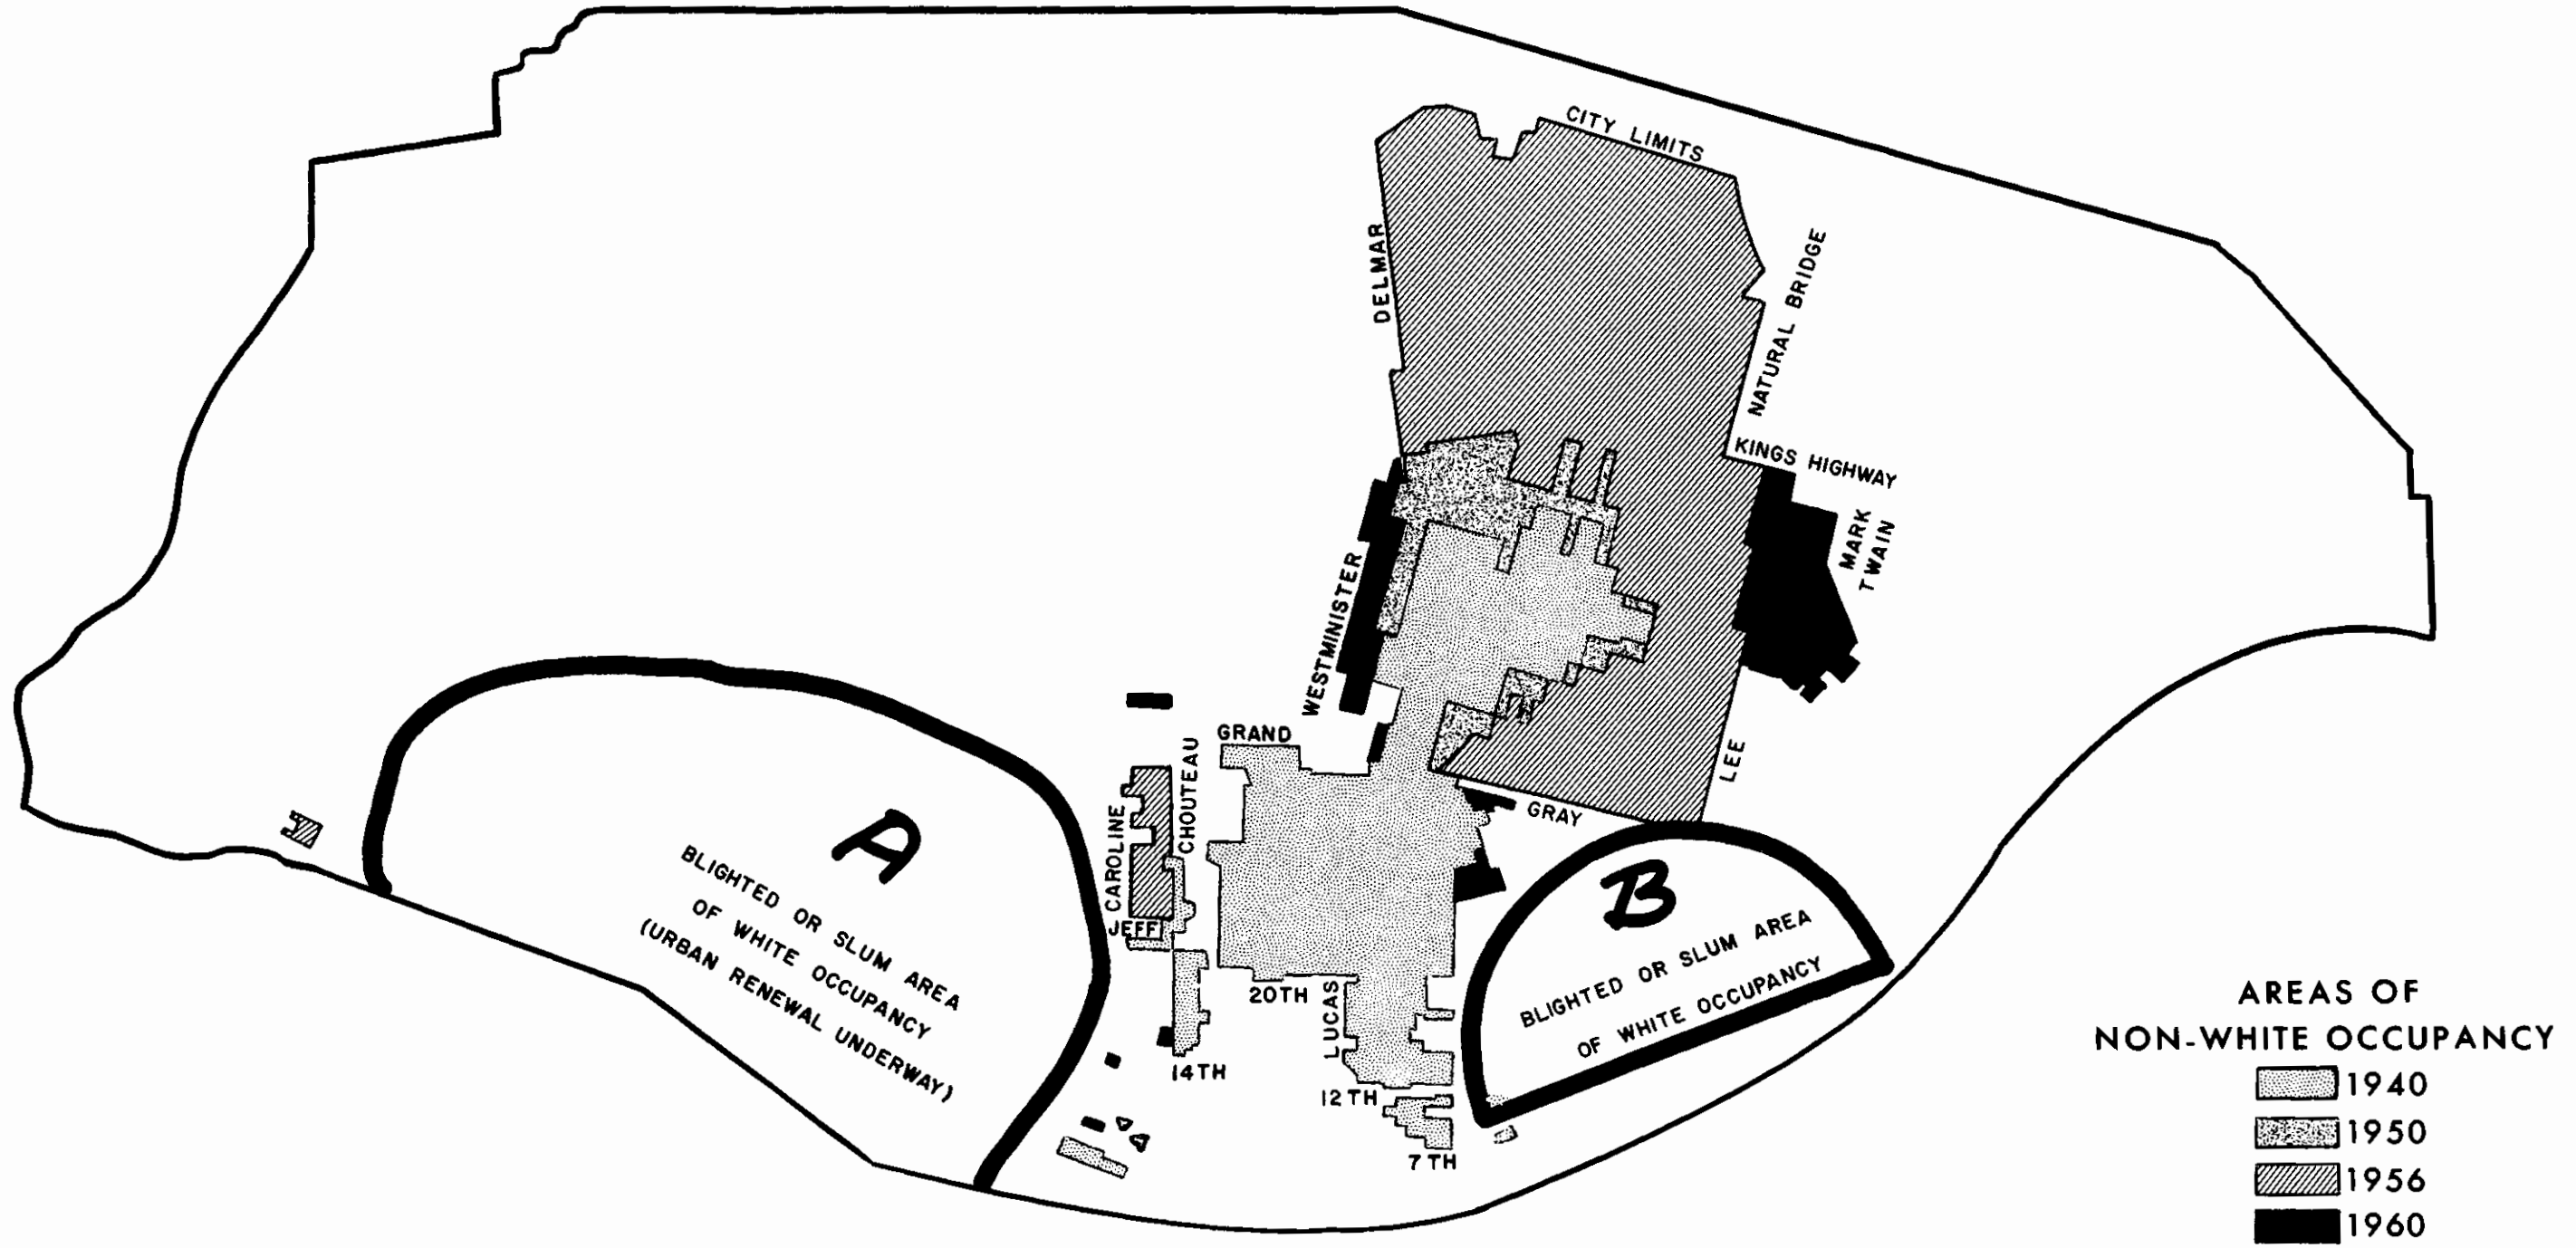 CITY LIMITS
DELMAR
NATURAL BRIDGE
KINGS HIGHWAY
MARK
TWAIN
WESTMINISTER
GRAND
CHOUTEAU
LEE
CAROLINE
GRAY
A
BLIGHTED OR SLUM AREA
OF WHITE OCCUPANCY
(URBAN RENEWAL UNDERWAY)
B
BLIGHTED OR SLUM AREA
OF WHITE OCCUPANCY
JEFF
20TH
LUCAS
14TH
12TH
7TH
AREAS OF
NON-WHITE OCCUPANCY
1940
1950
1956
1960